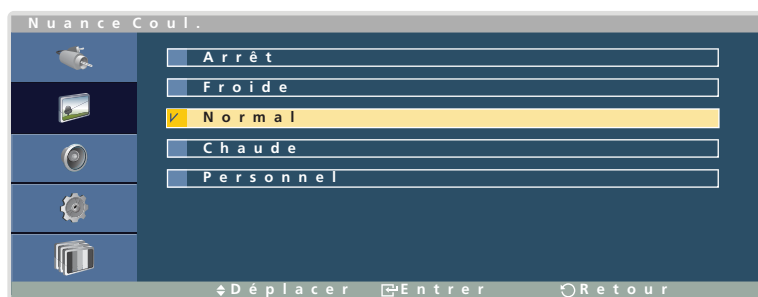 Nuance Coul.
Arrêt
Froide
Normal
Chaude
Personnel
Déplacer Entrer Retour